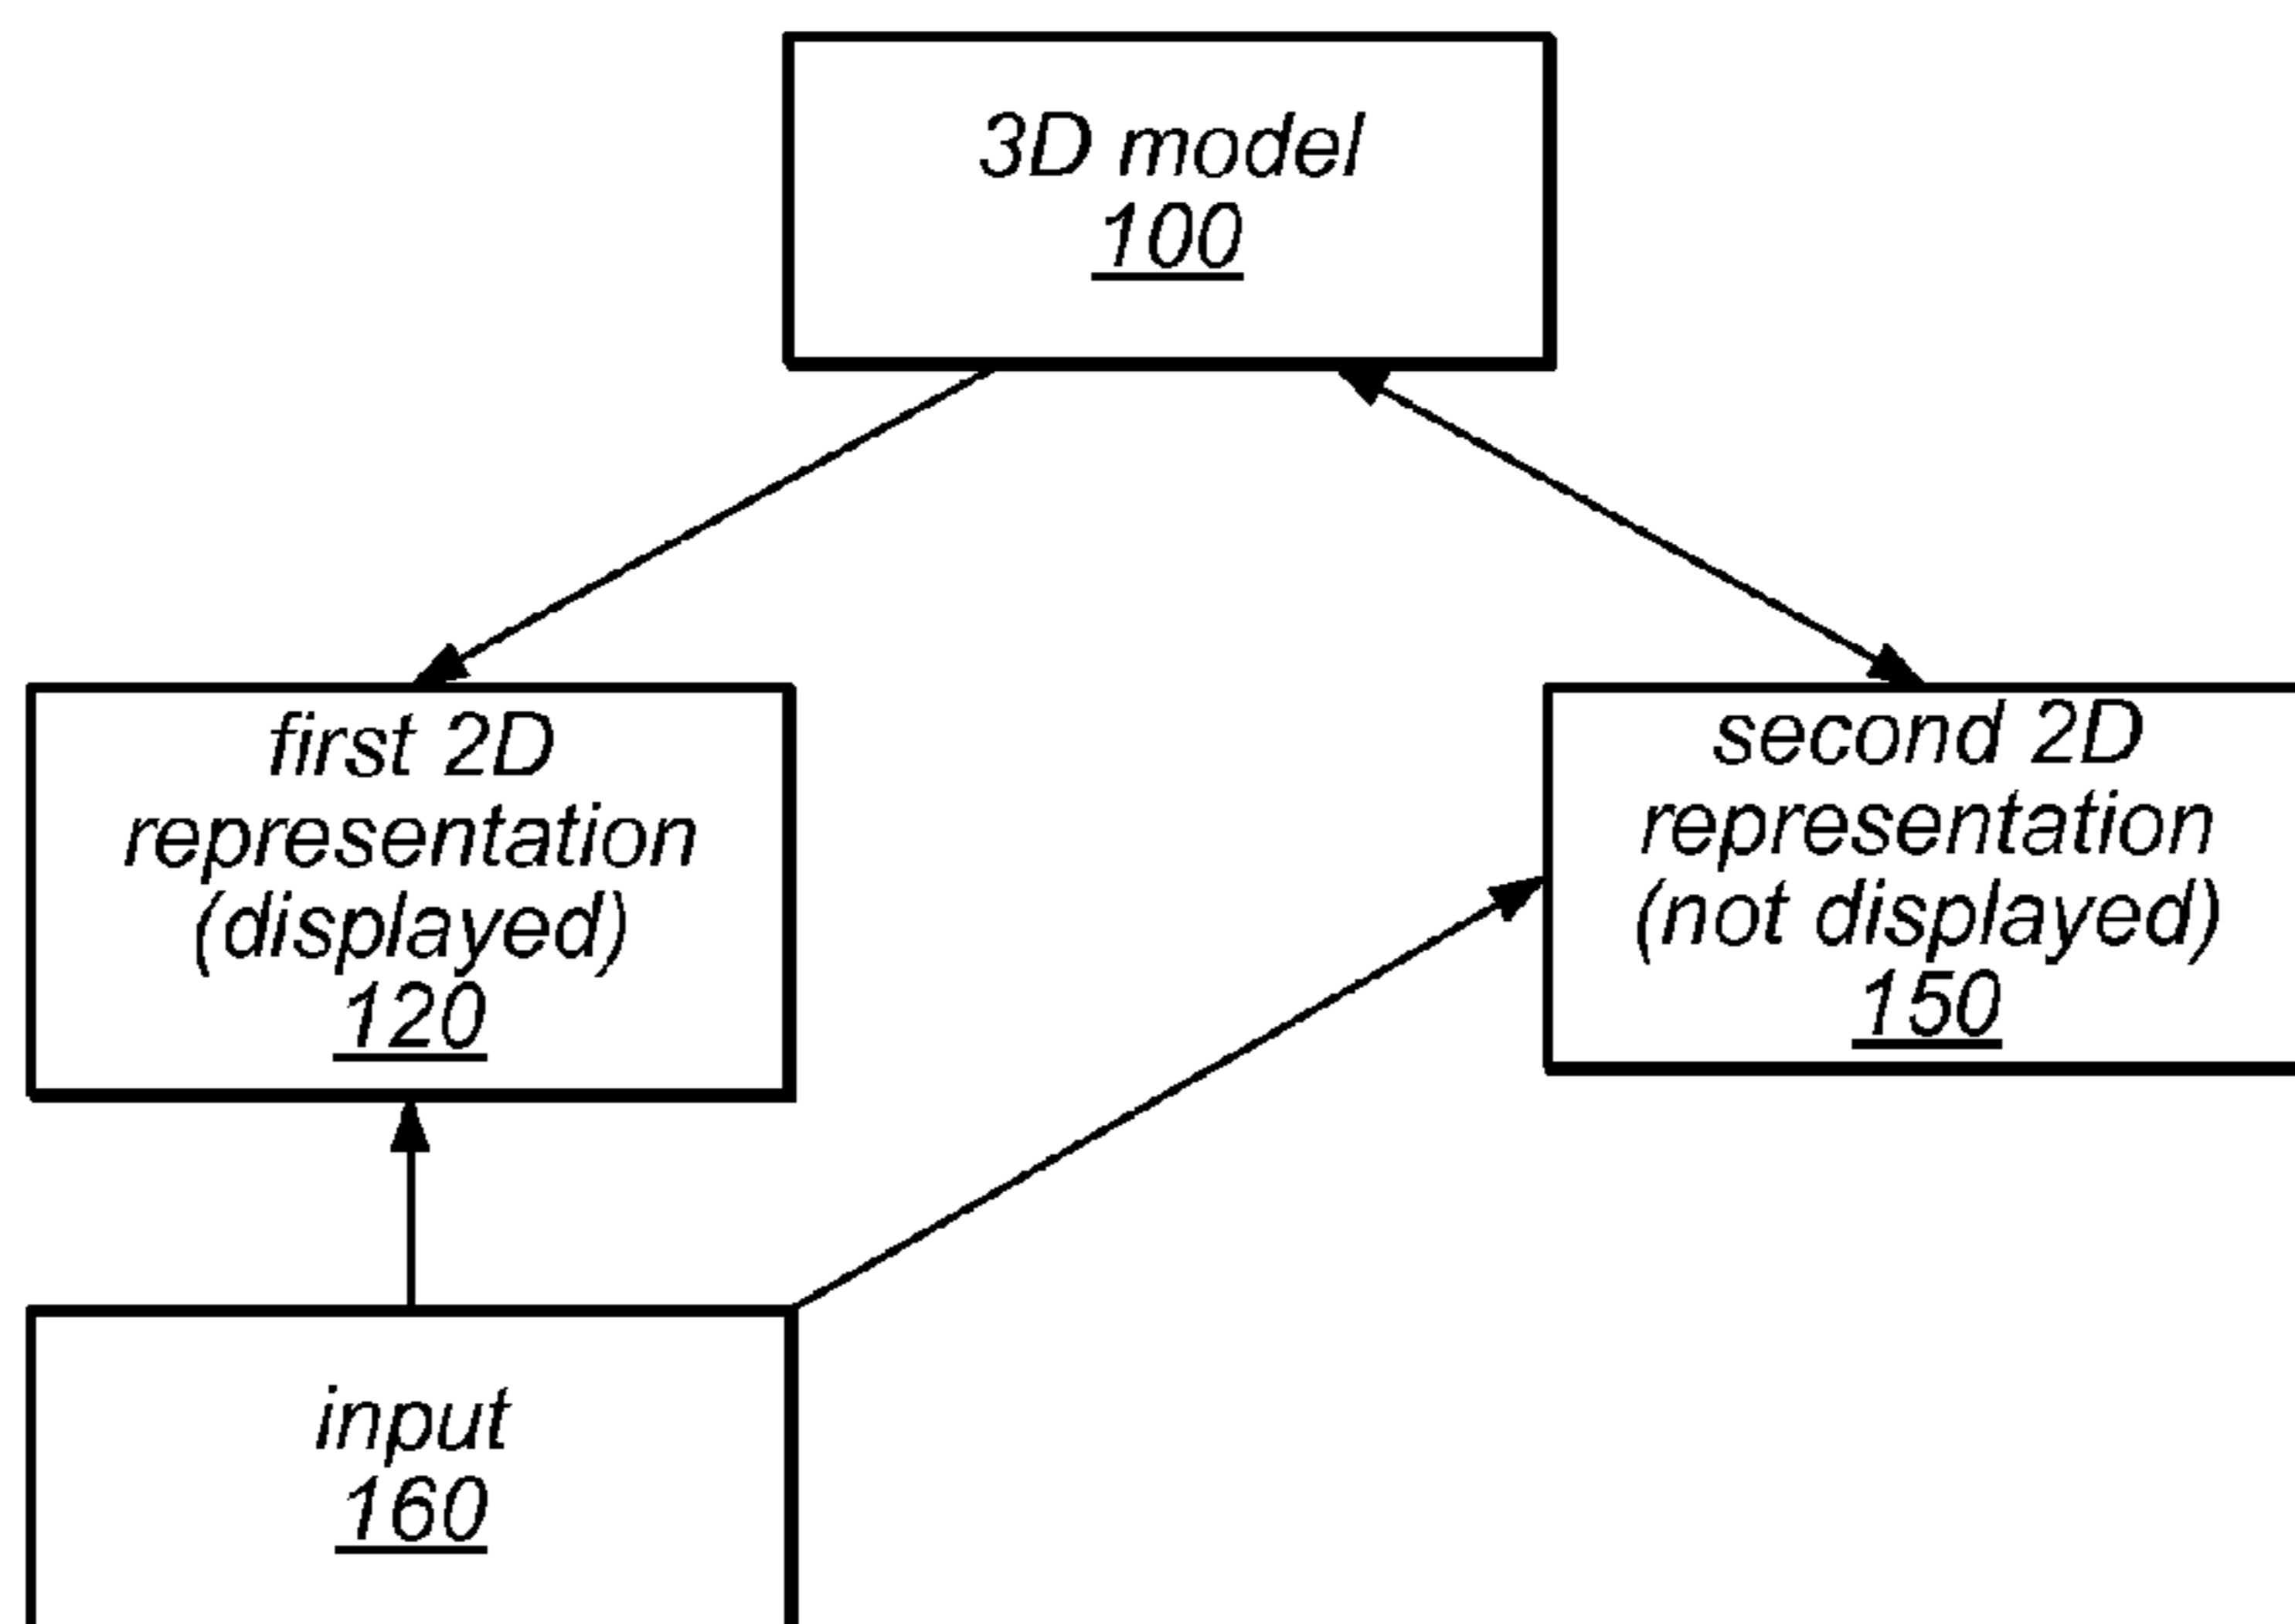 3D model
100
first 2D
representation
(displayed)
120
second 2D
representation
(not displayed)
150
input
160